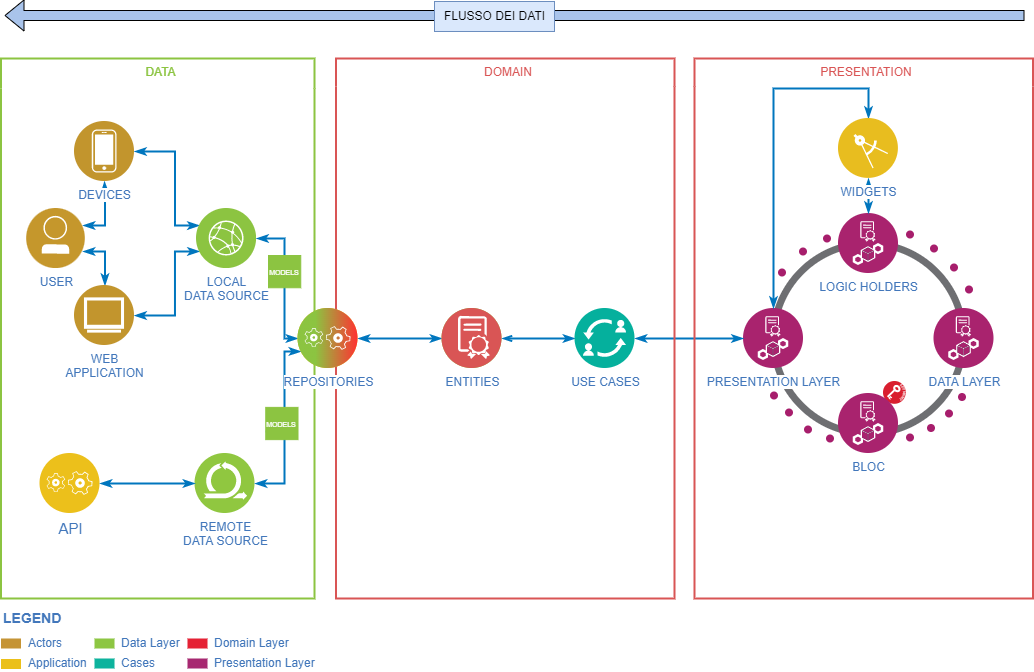 FLUSSO DEI DATI
DATA
DOMAIN
PRESENTATION
DEVICES
USER
WEB
APPLICATION
LOCAL
DATA SOURCE
MODELS
REPOSITORIES
MODELS
API
REMOTE
DATA SOURCE
ENTITIES
USE CASES
WIDGETS
LOGIC HOLDERS
PRESENTATION LAYER
DATA LAYER
BLOC
LEGEND
Actors
Data Layer
Domain Layer
Application
Cases
Presentation Layer